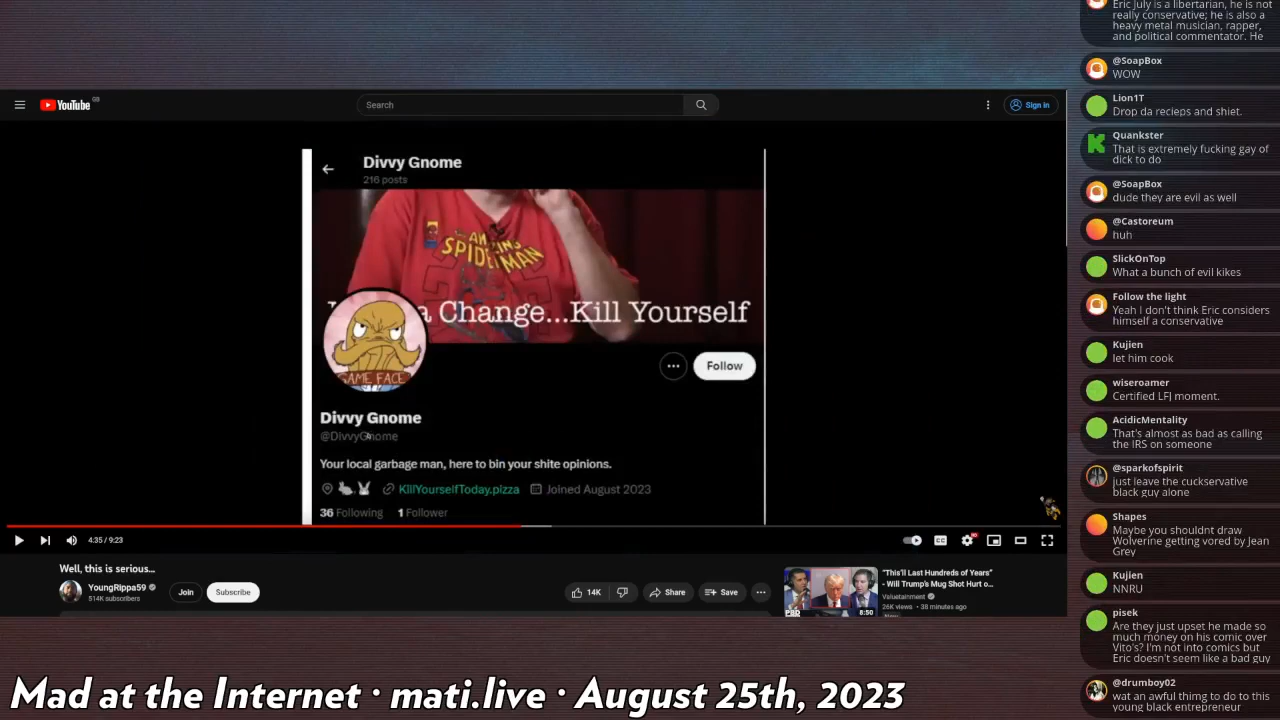 YouTube GB
Search
Sign in
Divvy Gnome
216 posts
AMAZING
SPIDER-MAN
a Change...Kill Yourself
GAME FACE
Follow
Divvy Gnome
@DivvyGnome
Your local garbage man, here to bin your shite opinions.
KillYourselfToday.pizza Joined August 2023
36 Following 1 Follower
4:35 / 9:23
CC
Well, this is serious...
YoungRippa59
514K subscribers
Join
Subscribe
14K
Share
Save
"This'll Last Hundreds of Years"
- Will Trump's Mug Shot Hurt o...
Valuetainment
26K views • 38 minutes ago
New
PBD
8:50
Eric July is a libertarian, he is not
really conservative; he is also a
heavy metal musician, rapper,
and political commentator. He
@SoapBox
WOW
Lion1T
Drop da recieps and shiet.
Quankster
That is extremely fucking gay of
dick to do
@SoapBox
dude they are evil as well
@Castoreum
huh
SlickOnTop
What a bunch of evil kikes
Follow the light
Yeah I don't think Eric considers
himself a conservative
Kujien
let him cook
wiseroamer
Certified LFJ moment.
AcidicMentality
That's almost as bad as calling
the IRS on someone
@sparkofspirit
just leave the cuckservative
black guy alone
Shapes
Maybe you shouldnt draw
Wolverine getting vored by Jean
Grey
Kujien
NNRU
pisek
Are they just upset he made so
much money on his comic over
Vito's? I'm not into comics but
Eric doesn't seem like a bad guy
@drumboy02
wat an awful thing to do to this
young black entrepreneur
Mad at the Internet · mati.live · August 25th, 2023